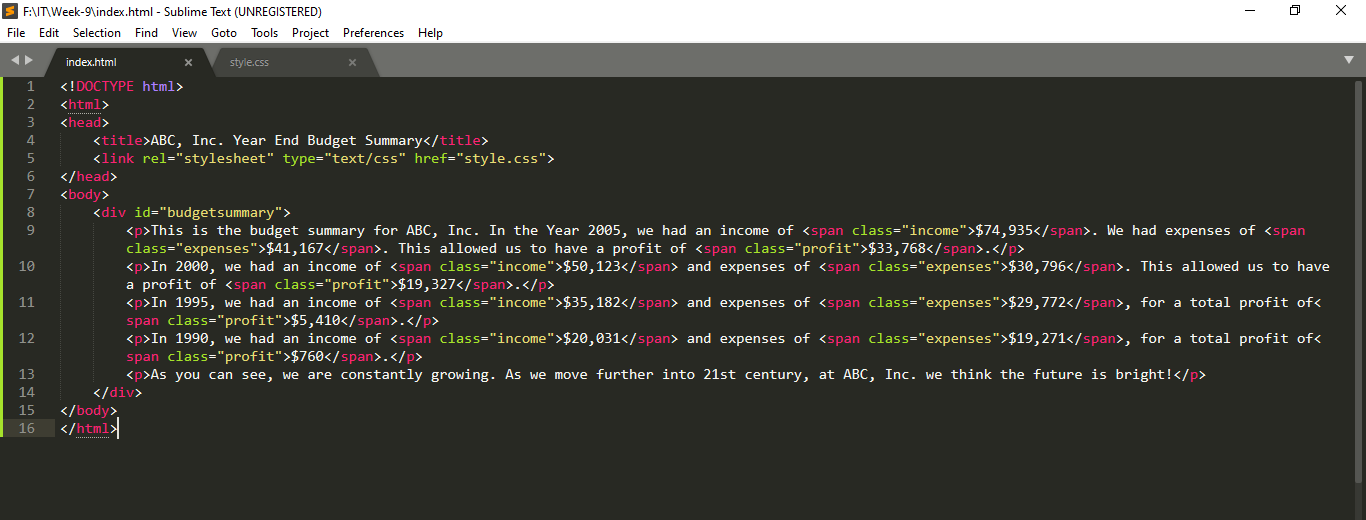 F:\IT\Week-9\index.html - Sublime Text (UNREGISTERED)
File Edit Selection Find View Goto Tools Project Preferences Help
index.html style.css
1 <!DOCTYPE html>
2 <html>
3 <head>
4 <title>ABC, Inc. Year End Budget Summary</title>
5 <link rel="stylesheet" type="text/css" href="style.css">
6 </head>
7 <body>
8 <div id="budgetsummary">
9 <p>This is the budget summary for ABC, Inc. In the Year 2005, we had an income of <span class="income">$74,935</span>. We had expenses of <span
class="expenses">$41,167</span>. This allowed us to have a profit of <span class="profit">$33,768</span>.</p>
10 <p>In 2000, we had an income of <span class="income">$50,123</span> and expenses of <span class="expenses">$30,796</span>. This allowed us to have
a profit of <span class="profit">$19,327</span>.</p>
11 <p>In 1995, we had an income of <span class="income">$35,182</span> and expenses of <span class="expenses">$29,772</span>, for a total profit of<
span class="profit">$5,410</span>.</p>
12 <p>In 1990, we had an income of <span class="income">$20,031</span> and expenses of <span class="expenses">$19,271</span>, for a total profit of<
span class="profit">$760</span>.</p>
13 <p>As you can see, we are constantly growing. As we move further into 21st century, at ABC, Inc. we think the future is bright!</p>
14 </div>
15 </body>
16 </html>